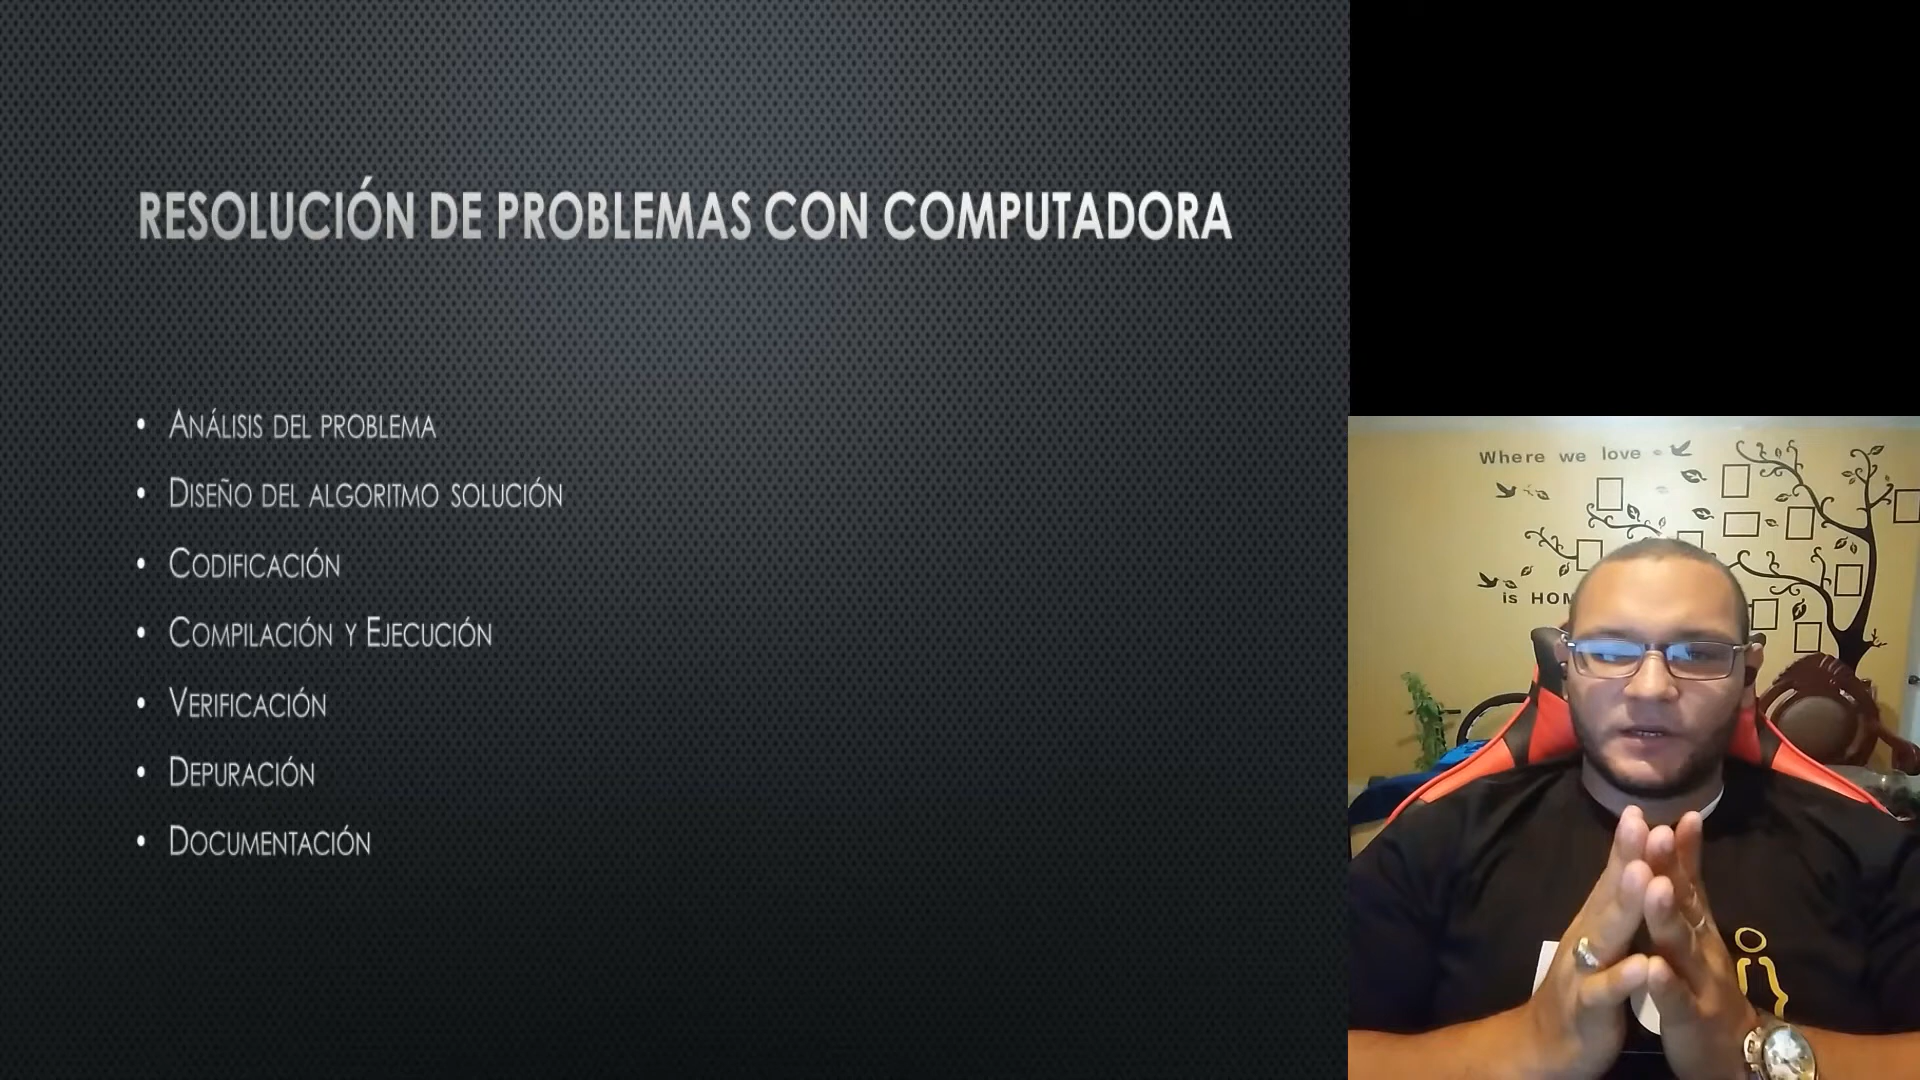 RESOLUCIÓN DE PROBLEMAS CON COMPUTADORA
• ANÁLISIS DEL PROBLEMA
• DISEÑO DEL ALGORITMO SOLUCIÓN
• CODIFICACIÓN
• COMPILACIÓN Y EJECUCIÓN
• VERIFICACIÓN
• DEPURACIÓN
• DOCUMENTACIÓN
Where we love
is